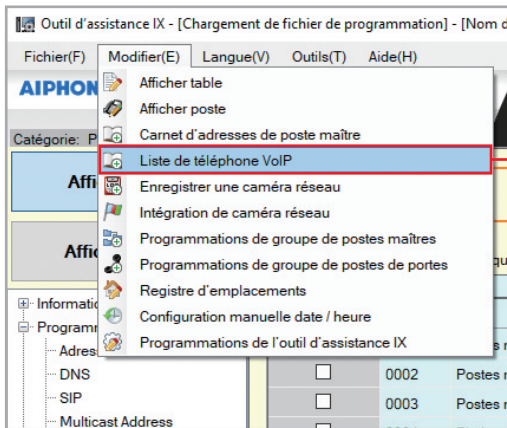 Outil d'assistance IX - [Chargement de fichier de programmation] - [Nom d
Fichier(F) Modifier(E) Langue(V) Outils(T) Aide(H)
AIPHON
Afficher table
Afficher poste
Catégorie: P
Carnet d'adresses de poste maître
Liste de téléphone VoIP
Affi
Enregistrer une caméra réseau
Intégration de caméra réseau
Programmations de groupe de postes maîtres
Affic
Programmations de groupe de postes de portes
qu
Registre d'emplacements
Informatio
Configuration manuelle date / heure
Programm
Programmations de l'outil d'assistance IX
Adres
DNS
0002 Postes
SIP
0003 Postes
Multicast Address